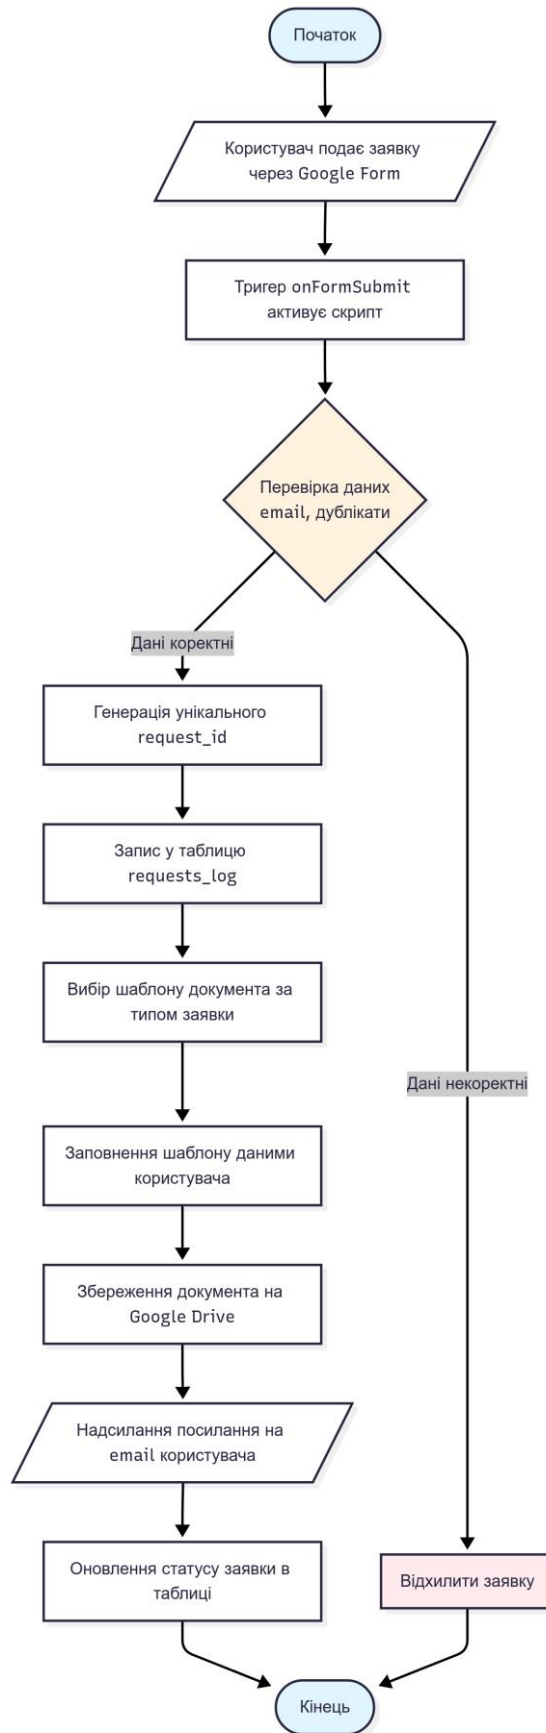 Початок
Користувач подає заявку
через Google Form
Тригер onFormSubmit
активує скрипт
Перевірка даних
email, дублікати
Дані коректні
Генерація унікального
request_id
Запис у таблицю
requests_log
Вибір шаблону документа за
типом заявки
Дані некоректні
Заповнення шаблону даними
користувача
Збереження документа на
Google Drive
Надсилання посилання на
email користувача
Оновлення статусу заявки в
таблиці
Відхилити заявку
Кінець